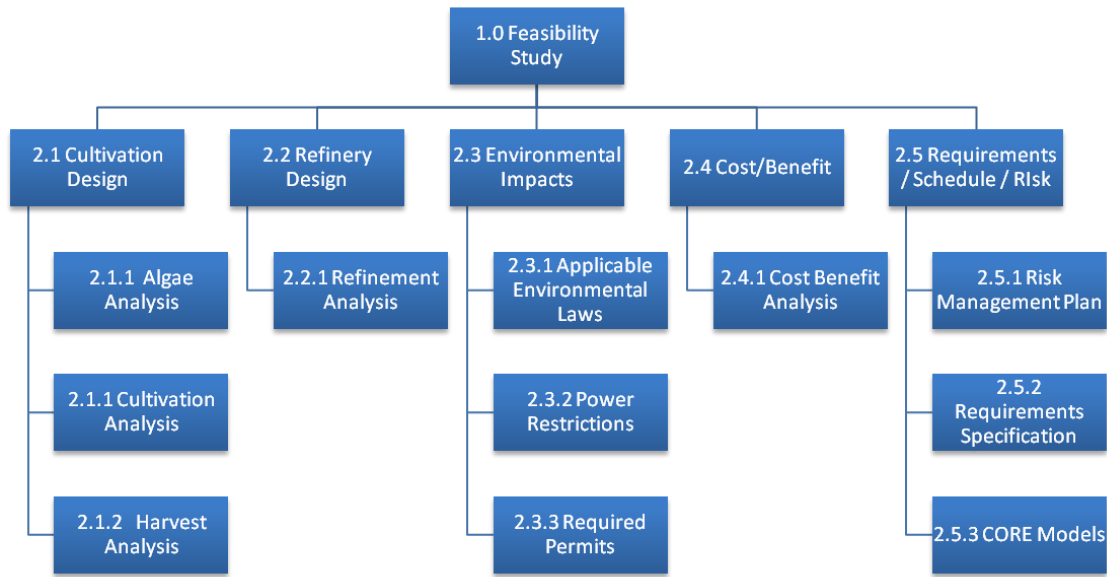 1.0 Feasibility
Study
2.1 Cultivation
Design
2.2 Refinery
Design
2.3 Environmental
Impacts
2.4 Cost/Benefit
2.5 Requirements
/ Schedule / RIsk
2.1.1 Algae
Analysis
2.1.1 Cultivation
Analysis
2.1.2 Harvest
Analysis
2.2.1 Refinement
Analysis
2.3.1 Applicable
Environmental
Laws
2.3.2 Power
Restrictions
2.3.3 Required
Permits
2.4.1 Cost Benefit
Analysis
2.5.1 Risk
Management Plan
2.5.2
Requirements
Specification
2.5.3 CORE Models